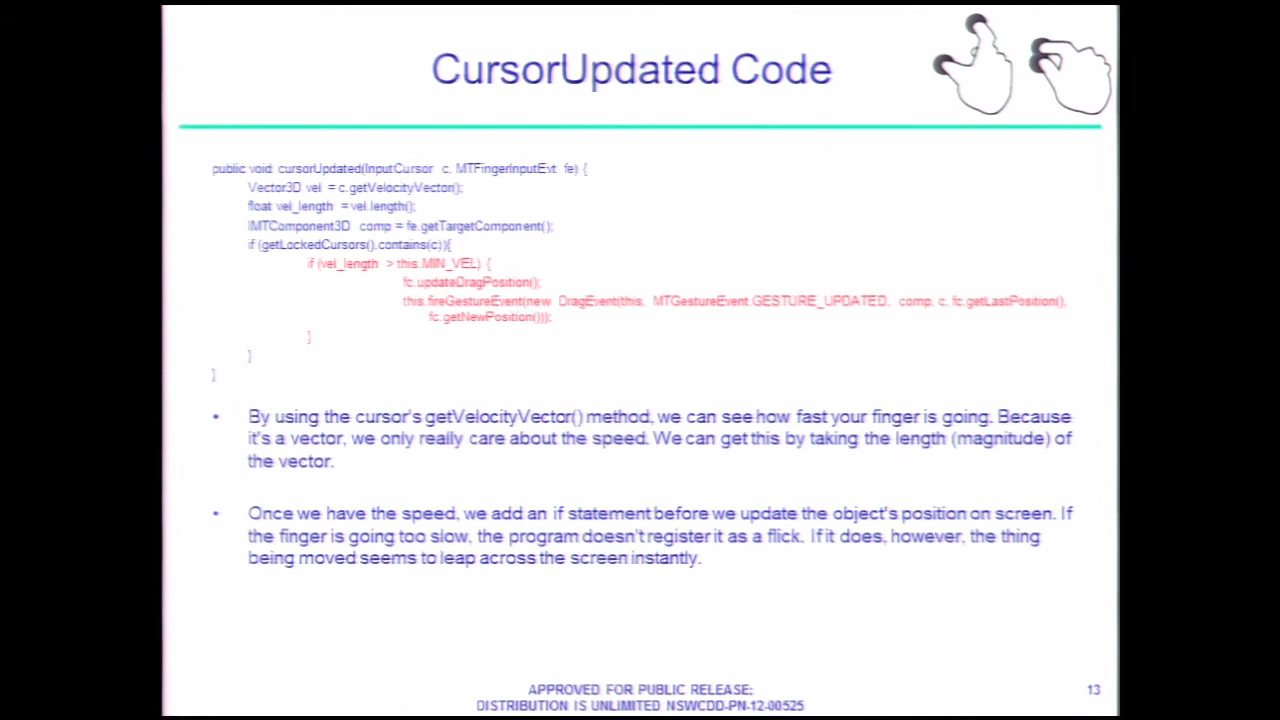 CursorUpdated Code
public void cursorUpdated(InputCursor c, MTFingerInputEvt fe) {
Vector3D vel = c.getVelocityVector();
float vel_length = vel.length();
IMTComponent3D comp = fe.getTargetComponent();
if (getLockedCursors().contains(c)){
if (vel_length > this.MIN_VEL) {
fc.updateDragPosition();
this.fireGestureEvent(new DragEvent(this, MTGestureEvent.GESTURE_UPDATED, comp, c, fc.getLastPosition(),
fc.getNewPosition()));
}
}
}
• By using the cursor's getVelocityVector() method, we can see how fast your finger is going. Because
it's a vector, we only really care about the speed. We can get this by taking the length (magnitude) of
the vector.
• Once we have the speed, we add an if statement before we update the object's position on screen. If
the finger is going too slow, the program doesn't register it as a flick. If it does, however, the thing
being moved seems to leap across the screen instantly.
APPROVED FOR PUBLIC RELEASE;
DISTRIBUTION IS UNLIMITED NSWCDD-PN-12-00525
13